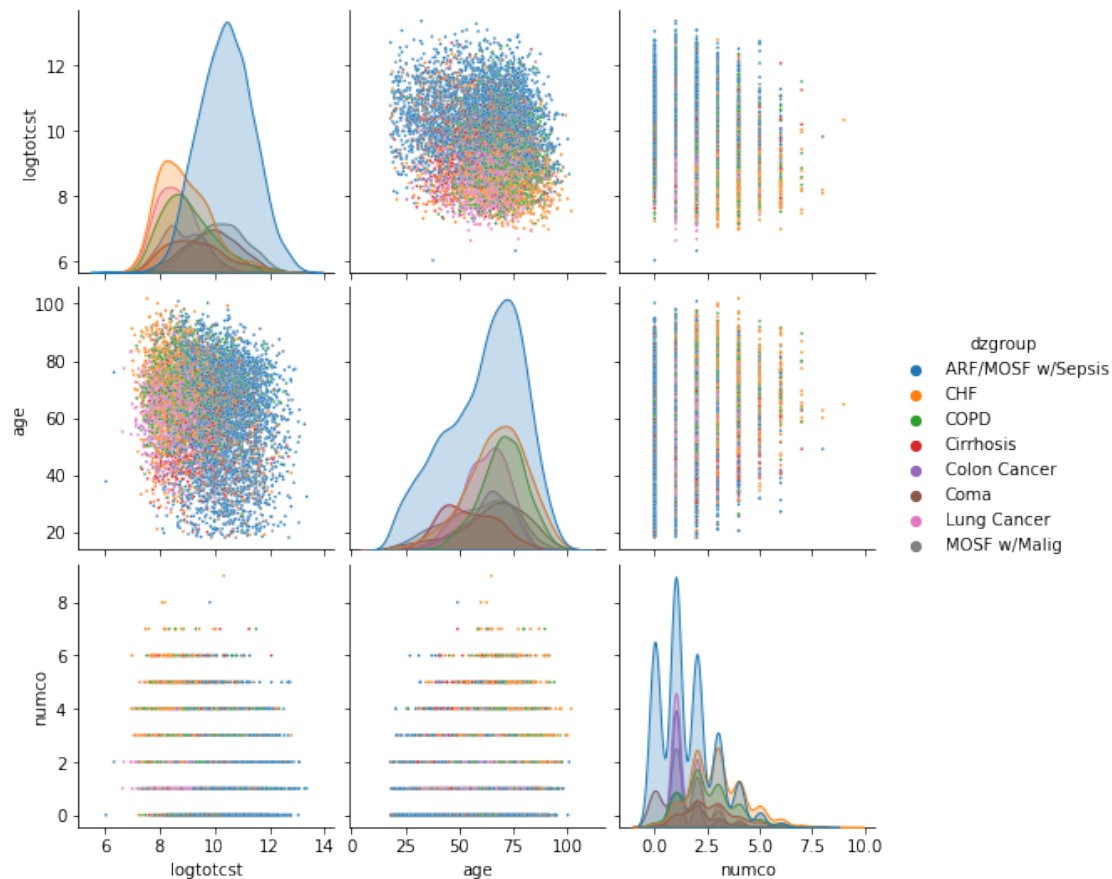 logtotcst
12
10
8
6
age
100
80
60
40
20
dzgroup
ARF/MOSF w/Sepsis
CHF
COPD
Cirrhosis
Colon Cancer
Coma
Lung Cancer
MOSF w/Malig
numco
8
6
4
2
0
6 8 10 12 14
logtotcst
25 50 75 100
age
0.0 2.5 5.0 7.5 10.0
numco